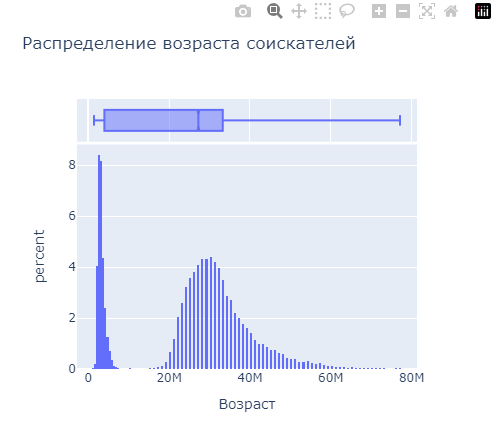 Распределение возраста соискателей
percent
8
6
4
2
0
0 20M 40M 60M 80M
Возраст